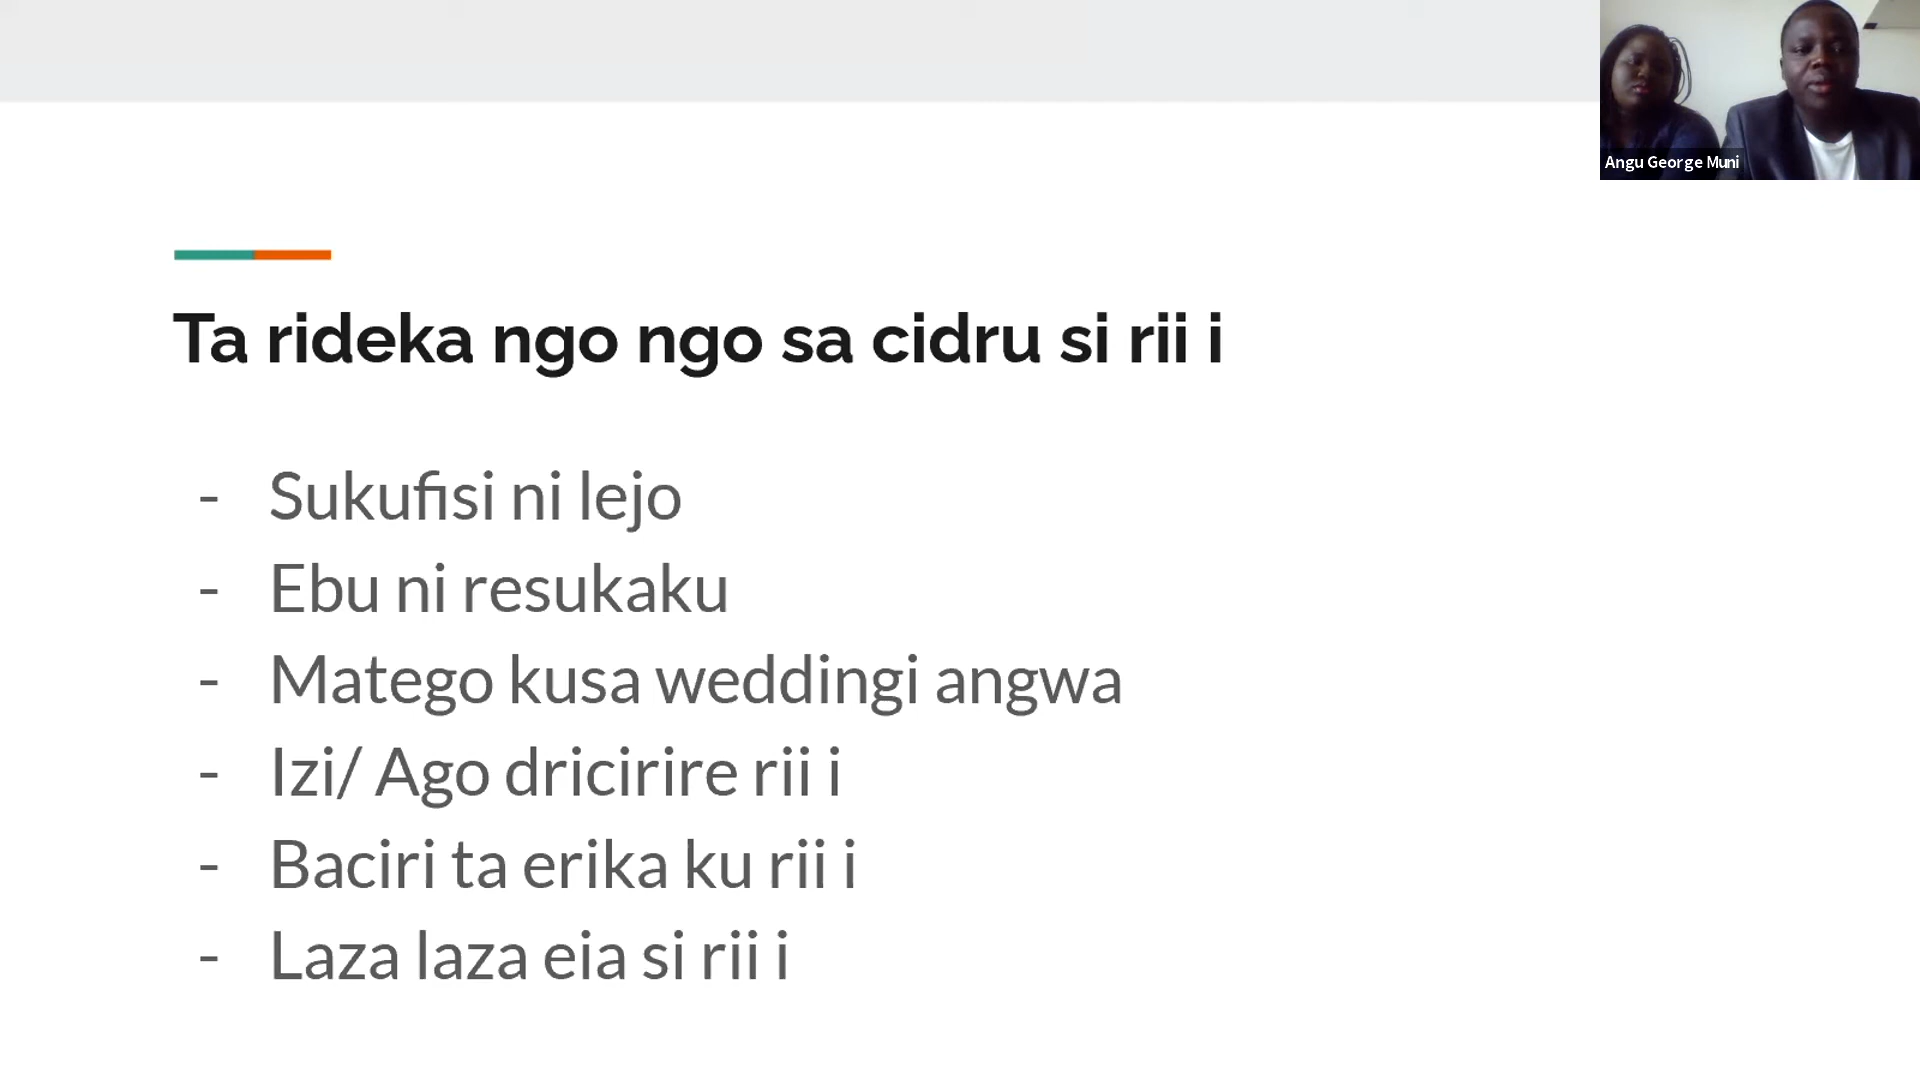 Angu George Muni
Ta rideka ngo ngo sa cidru si rii i
- Sukufisi ni lejo
- Ebu ni resukaku
- Matego kusa weddingi angwa
- Izi/ Ago dricirire rii i
- Baciri ta erika ku rii i
- Laza laza eia si rii i